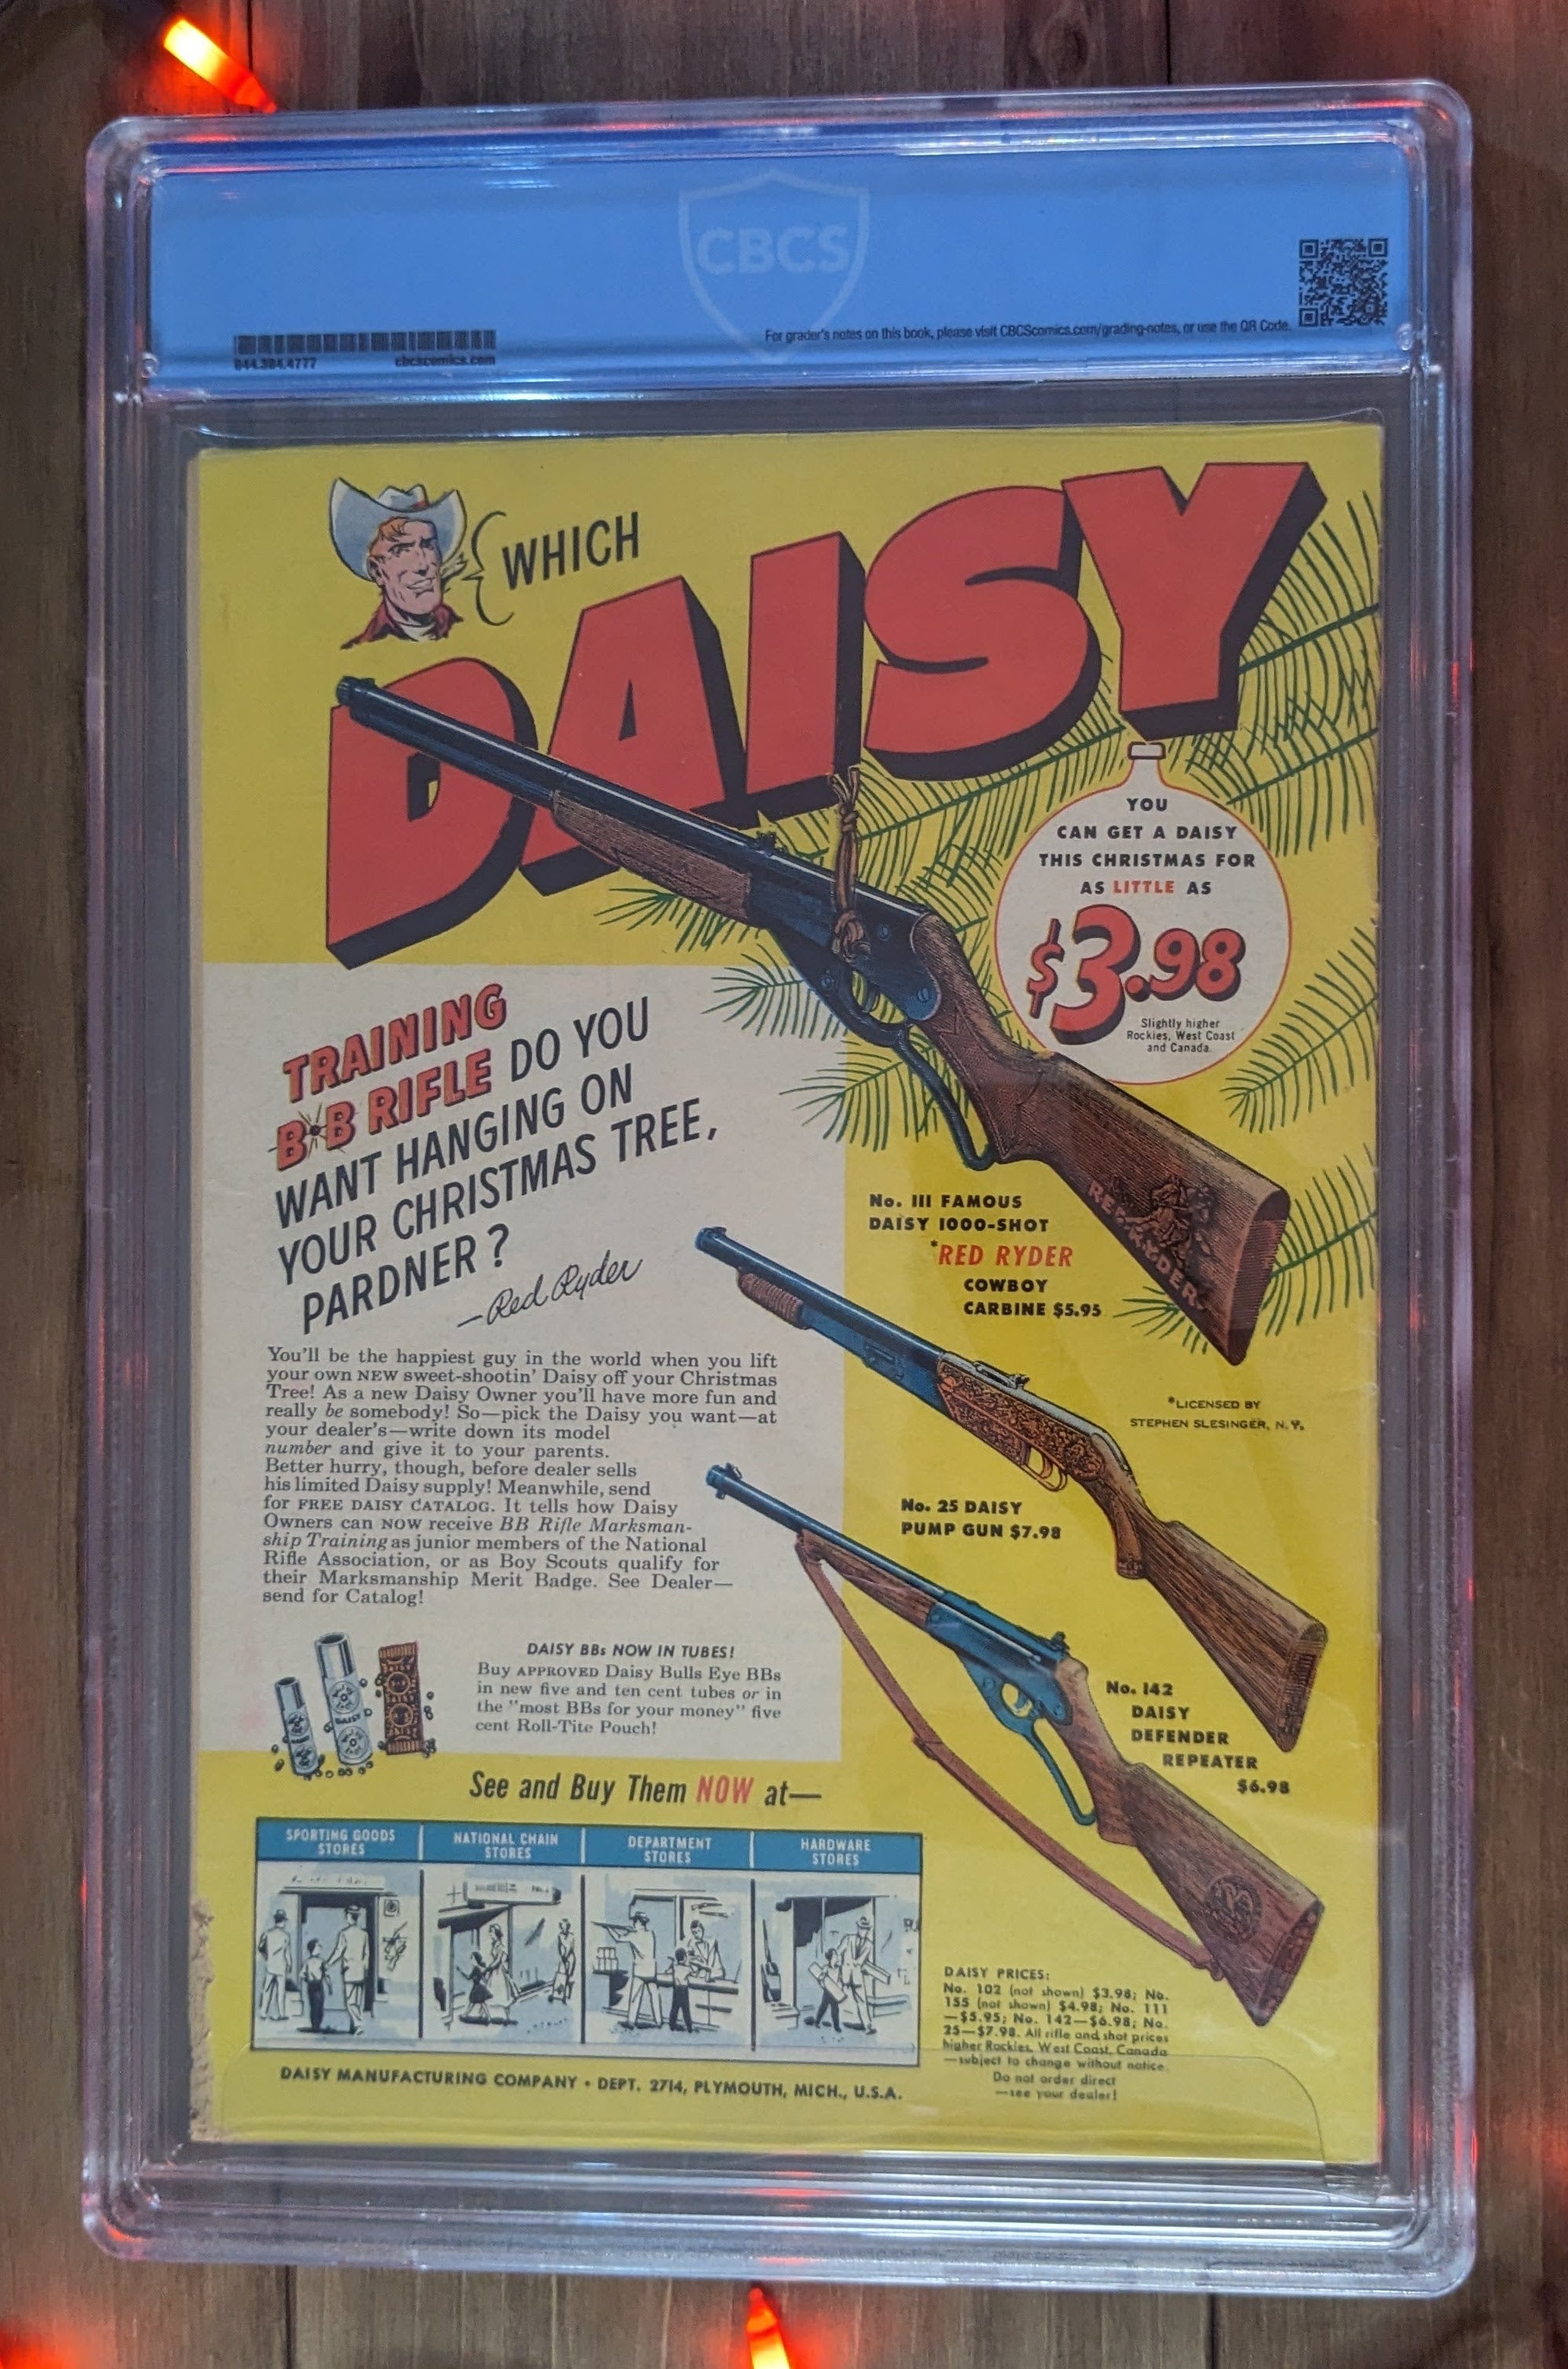 CBCS
For grader's notes on this book, please visit CBCScomics.com/grading-notes, or use the QR Code.
044.384.4777
cbcscomics.com
WHICH
DAISY
YOU
CAN GET A DAISY
THIS CHRISTMAS FOR
AS LITTLE AS
$3.98
Slightly higher
Rockies, West Coast
and Canada.
TRAINING
B•B RIFLE DO YOU
WANT HANGING ON
YOUR CHRISTMAS TREE,
PARDNER?
—Red Ryder
RED RYDER
No. 111 FAMOUS
DAISY 1000-SHOT
*RED RYDER
COWBOY
CARBINE $5.95
*LICENSED BY
STEPHEN SLESINGER, N.Y.
You'll be the happiest guy in the world when you lift
your own NEW sweet-shootin' Daisy off your Christmas
Tree! As a new Daisy Owner you'll have more fun and
really be somebody! So—pick the Daisy you want—at
your dealer's—write down its model
number and give it to your parents.
Better hurry, though, before dealer sells
his limited Daisy supply! Meanwhile, send
for FREE DAISY CATALOG. It tells how Daisy
Owners can NOW receive BB Rifle Marksman-
ship Training as junior members of the National
Rifle Association, or as Boy Scouts qualify for
their Marksmanship Merit Badge. See Dealer—
send for Catalog!
No. 25 DAISY
PUMP GUN $7.98
DAISY BBs NOW IN TUBES!
Buy APPROVED Daisy Bulls Eye BBs
in new five and ten cent tubes or in
the "most BBs for your money" five
cent Roll-Tite Pouch!
DAISY
No. 142
DAISY
DEFENDER
REPEATER
$6.98
See and Buy Them NOW at—
SPORTING GOODS
STORES
NATIONAL CHAIN
STORES
DEPARTMENT
STORES
HARDWARE
STORES
DAISY PRICES:
No. 102 (not shown) $3.98; No.
155 (not shown) $4.98; No. 111
—$5.95; No. 142—$6.98; No.
25—$7.98. All rifle and shot prices
higher Rockies, West Coast, Canada
—subject to change without notice.
Do not order direct
—see your dealer!
DAISY MANUFACTURING COMPANY • DEPT. 2714, PLYMOUTH, MICH., U.S.A.